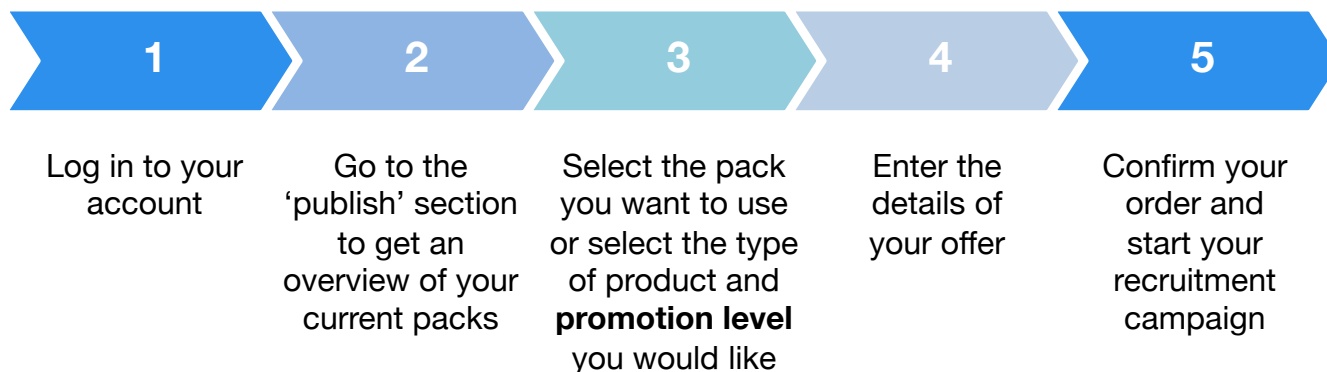 1
Log in to your
account
2
Go to the
‘publish’ section
to get an
overview of your
current packs
3
Select the pack
you want to use
or select the type
of product and
promotion level
you would like
4
Enter the
details of
your offer
5
Confirm your
order and
start your
recruitment
campaign